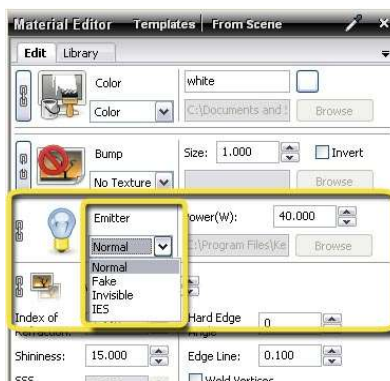 Material Editor Templates From Scene
Edit Library
Color white
Color C:\Documents and S Browse
Bump Size: 1.000 Invert
No Texture Browse
Emitter Power(W): 40.000
Normal C:\Program Files\Ke Browse
Normal
Fake
Invisible
IES
Index of Hard Edge
0
Shininess: 15.000 Edge Line: 0.100
SSS Weld Vertices